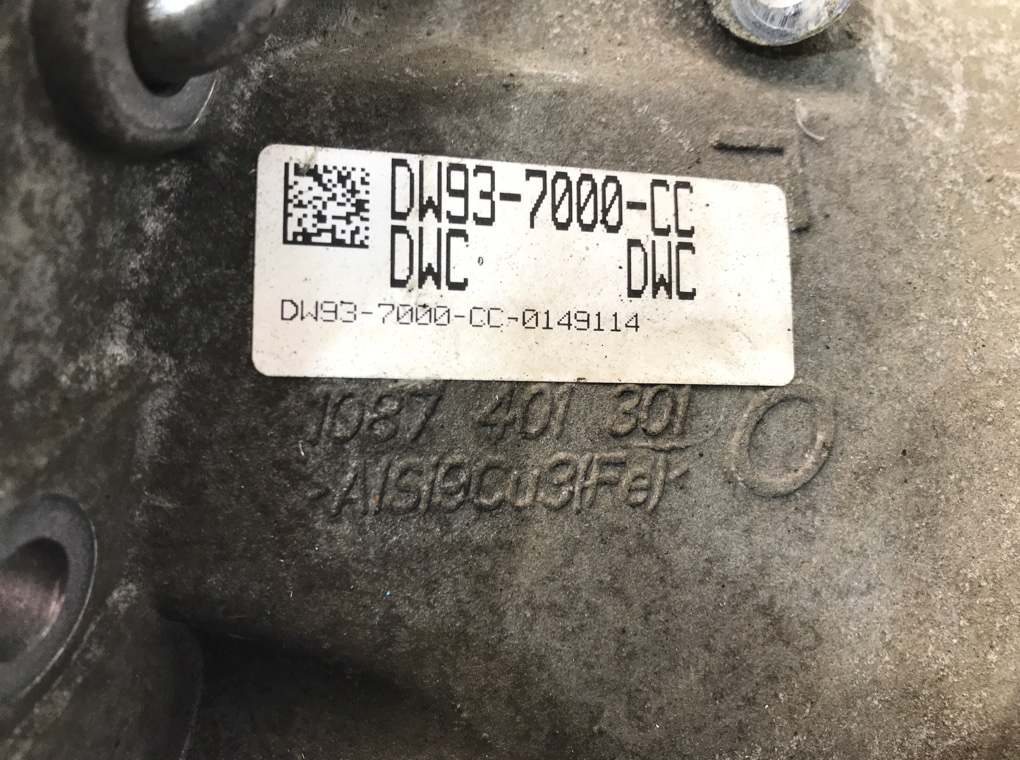 DW93-7000-CC
DWC DWC
DW93-7000-CC-0149114
1087 401 301
>AlSi9Cu3(Fe)<